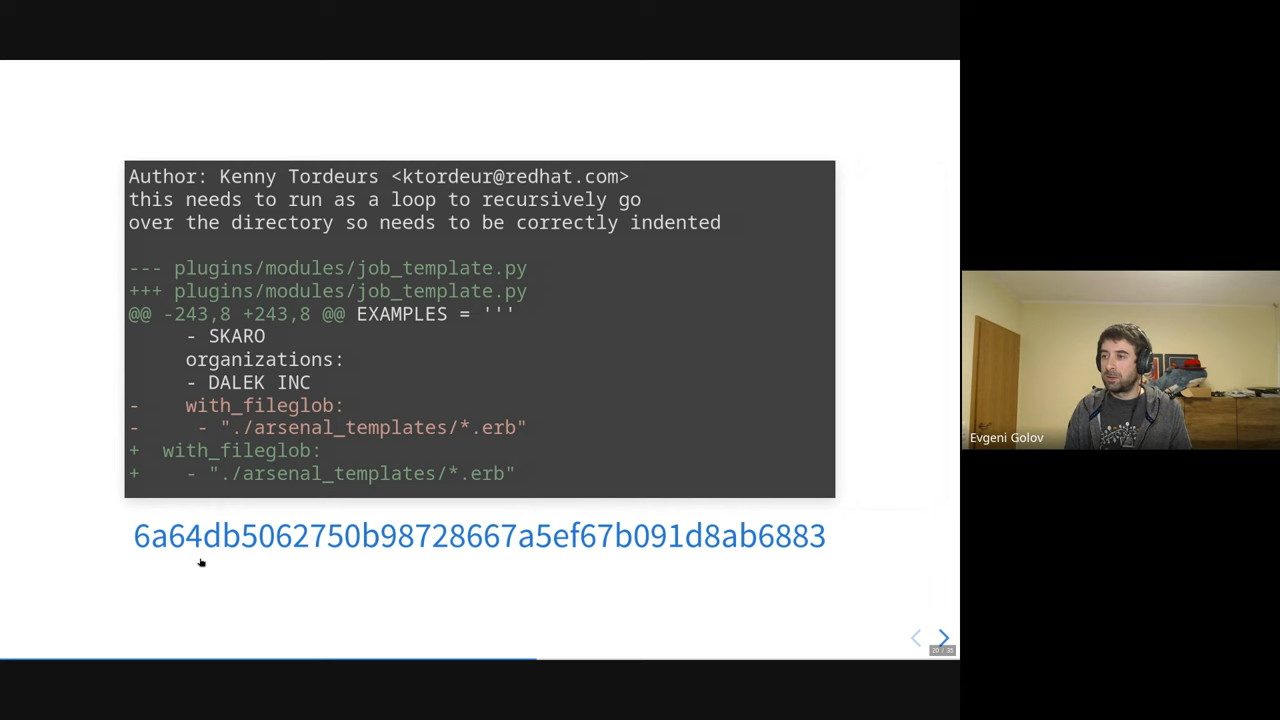 Author: Kenny Tordeurs <ktordeur@redhat.com>
this needs to run as a loop to recursively go
over the directory so needs to be correctly indented
--- plugins/modules/job_template.py
+++ plugins/modules/job_template.py
@@ -243,8 +243,8 @@ EXAMPLES = '''
     - SKARO
     organizations:
     - DALEK INC
-    with_fileglob:
-     - "./arsenal_templates/*.erb"
+  with_fileglob:
+    - "./arsenal_templates/*.erb"
6a64db5062750b98728667a5ef67b091d8ab6883
20 / 35
Evgeni Golov